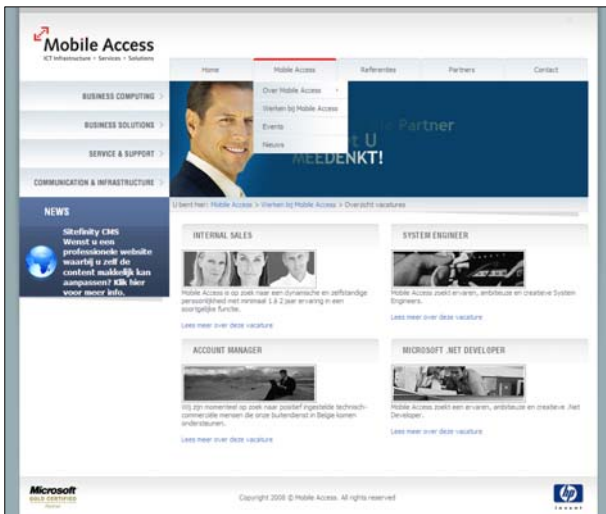 Mobile Access
ICT Infrastructure • Services • Solutions
Home
Mobile Access
Referenties
Partners
Contact
Over Mobile Access
Werken bij Mobile Access
Events
Nieuws
BUSINESS COMPUTING
BUSINESS SOLUTIONS
SERVICE & SUPPORT
COMMUNICATION & INFRASTRUCTURE
Partner
U
MEEDENKT!
NEWS
Sitefinity CMS
Wenst u een
professionele website
waarbij u zelf de
content makkelijk kan
aanpassen? Klik hier
voor meer info.
U bent hier: Mobile Access > Werken bij Mobile Access > Overzicht vacatures
INTERNAL SALES
Mobile Access is op zoek naar een dynamische en zelfstandige
persoonlijkheid met minimaal 1 à 2 jaar ervaring in een
soortgelijke functie.
Lees meer over deze vacature
SYSTEM ENGINEER
Mobile Access zoekt ervaren, ambitieuze en creatieve System
Engineers.
Lees meer over deze vacature
ACCOUNT MANAGER
Wij zijn momenteel op zoek naar positief ingestelde technisch-
commerciële mensen die onze buitendienst in Belgie komen
ondersteunen.
Lees meer over deze vacature
MICROSOFT .NET DEVELOPER
Mobile Access zoekt een ervaren, ambitieuze en creatieve .Net
Developer.
Lees meer over deze vacature
Microsoft
GOLD CERTIFIED
Partner
Copyright 2008 © Mobile Access. All rights reserved
hp
invent